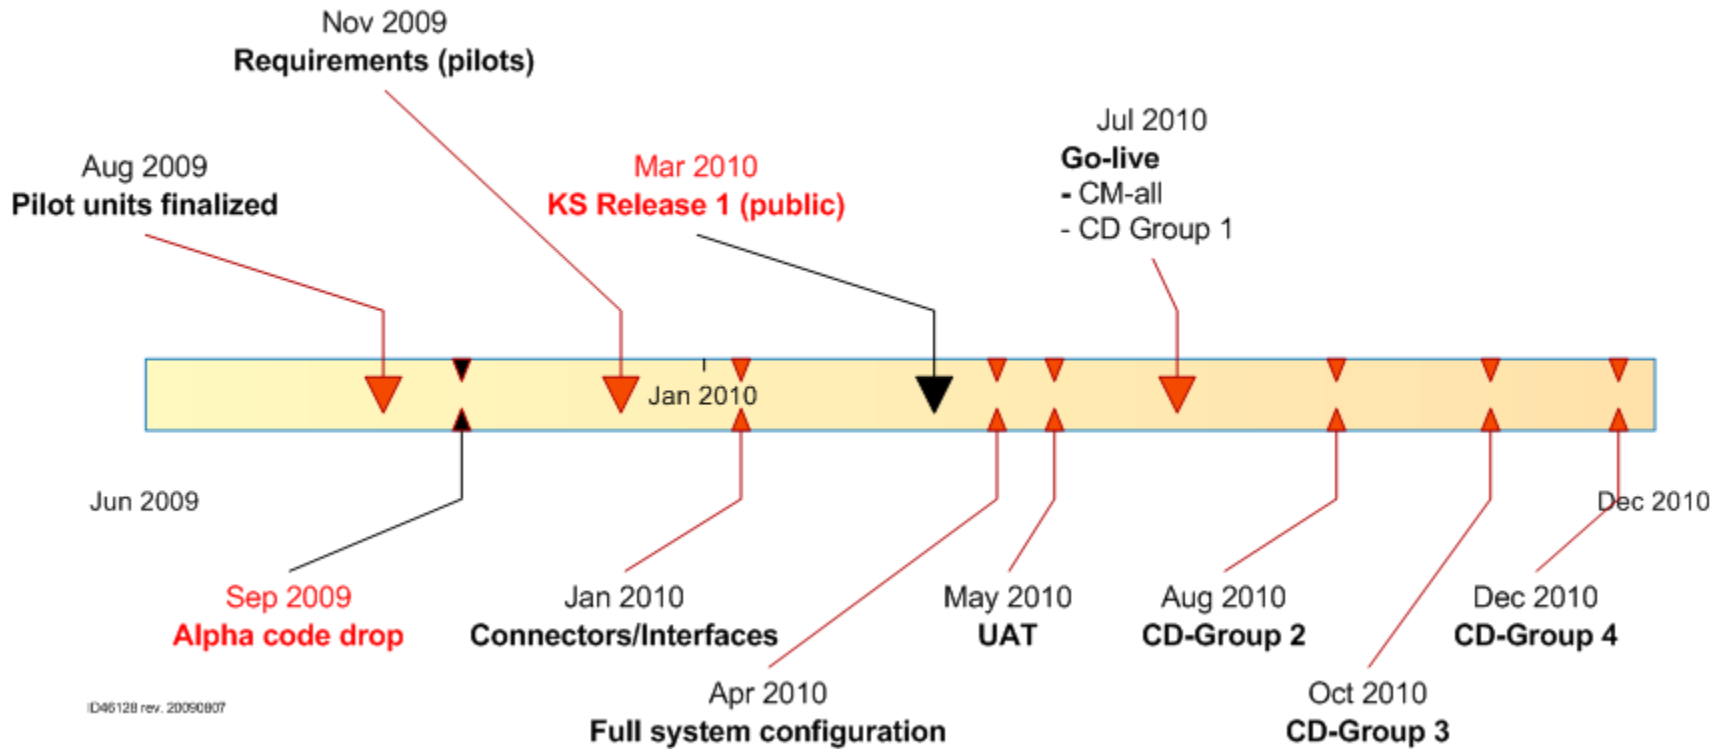 Nov 2009
Requirements (pilots)
Aug 2009
Pilot units finalized
Mar 2010
KS Release 1 (public)
Jul 2010
Go-live
- CM-all
- CD Group 1
Jan 2010
Jun 2009
Dec 2010
Sep 2009
Alpha code drop
Jan 2010
Connectors/Interfaces
Apr 2010
Full system configuration
May 2010
UAT
Aug 2010
CD-Group 2
Oct 2010
CD-Group 3
Dec 2010
CD-Group 4
ID46128 rev. 20090807